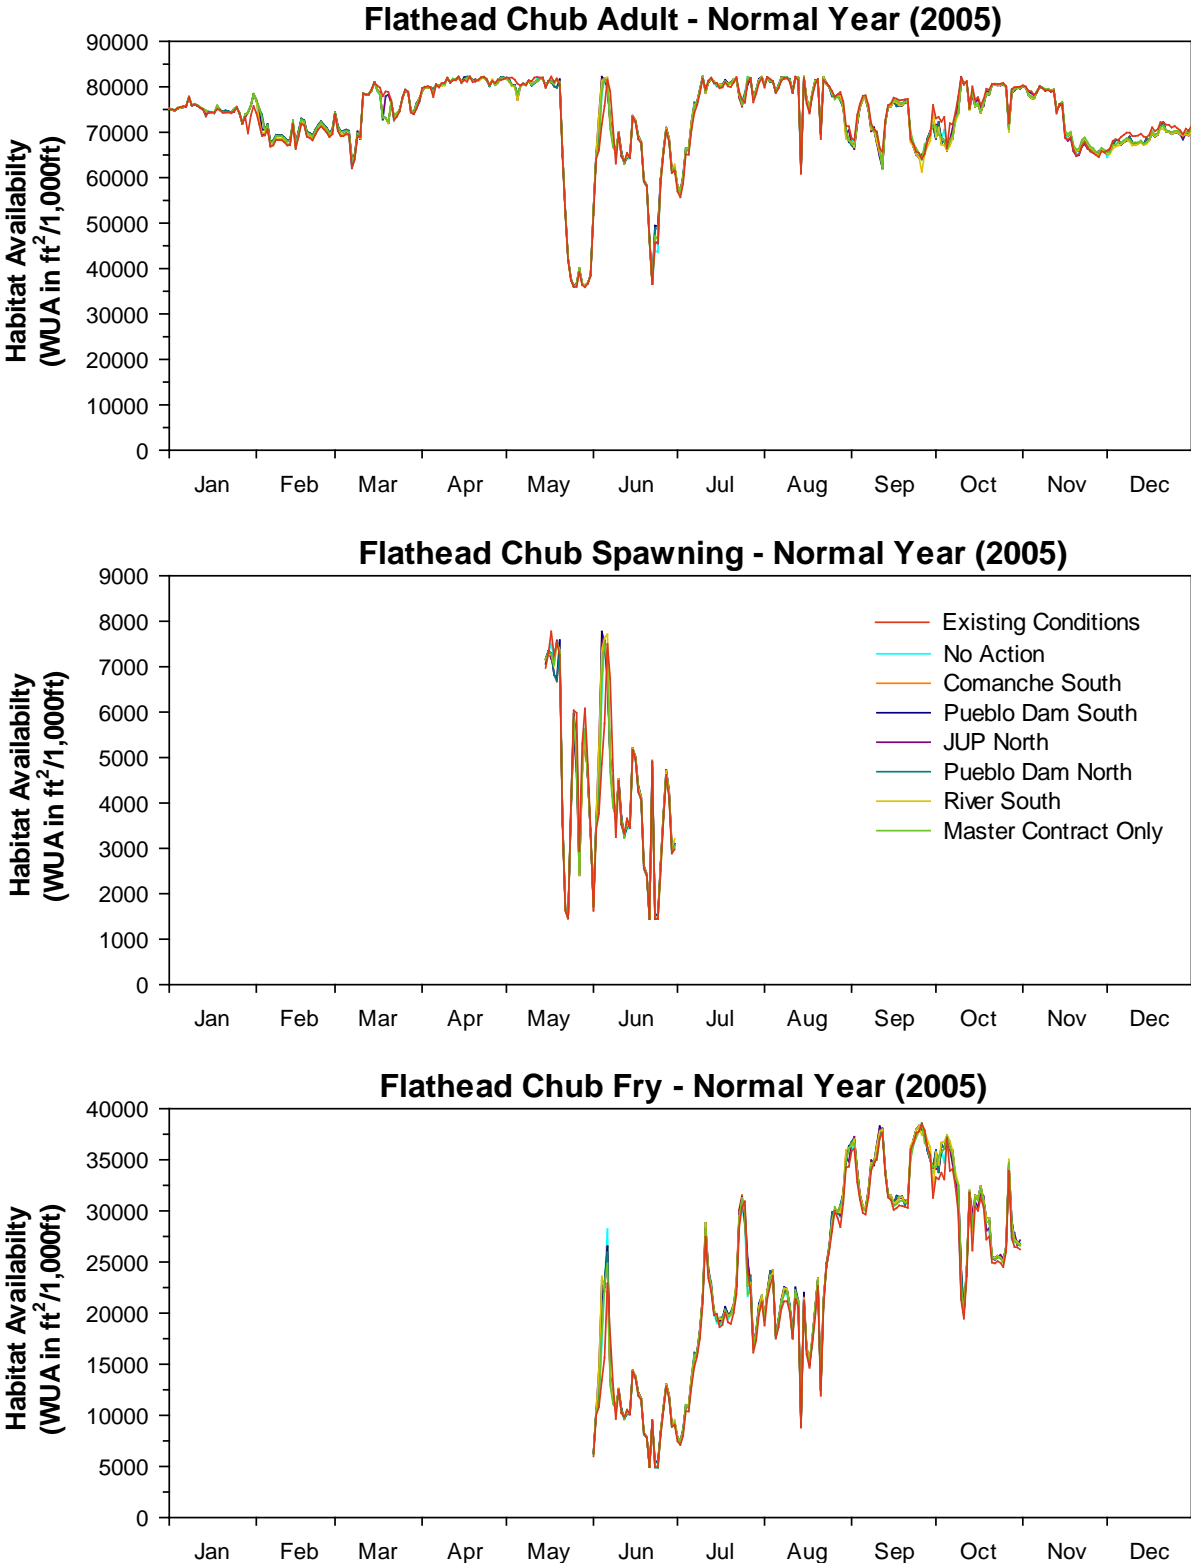 Flathead Chub Adult - Normal Year (2005)
Habitat Availabilty
(WUA in ft²/1,000ft)
90000
80000
70000
60000
50000
40000
30000
20000
10000
0
Jan Feb Mar Apr May Jun Jul Aug Sep Oct Nov Dec
Flathead Chub Spawning - Normal Year (2005)
Habitat Availabilty
(WUA in ft²/1,000ft)
9000
8000
7000
6000
5000
4000
3000
2000
1000
0
Existing Conditions
No Action
Comanche South
Pueblo Dam South
JUP North
Pueblo Dam North
River South
Master Contract Only
Jan Feb Mar Apr May Jun Jul Aug Sep Oct Nov Dec
Flathead Chub Fry - Normal Year (2005)
Habitat Availabilty
(WUA in ft²/1,000ft)
40000
35000
30000
25000
20000
15000
10000
5000
0
Jan Feb Mar Apr May Jun Jul Aug Sep Oct Nov Dec